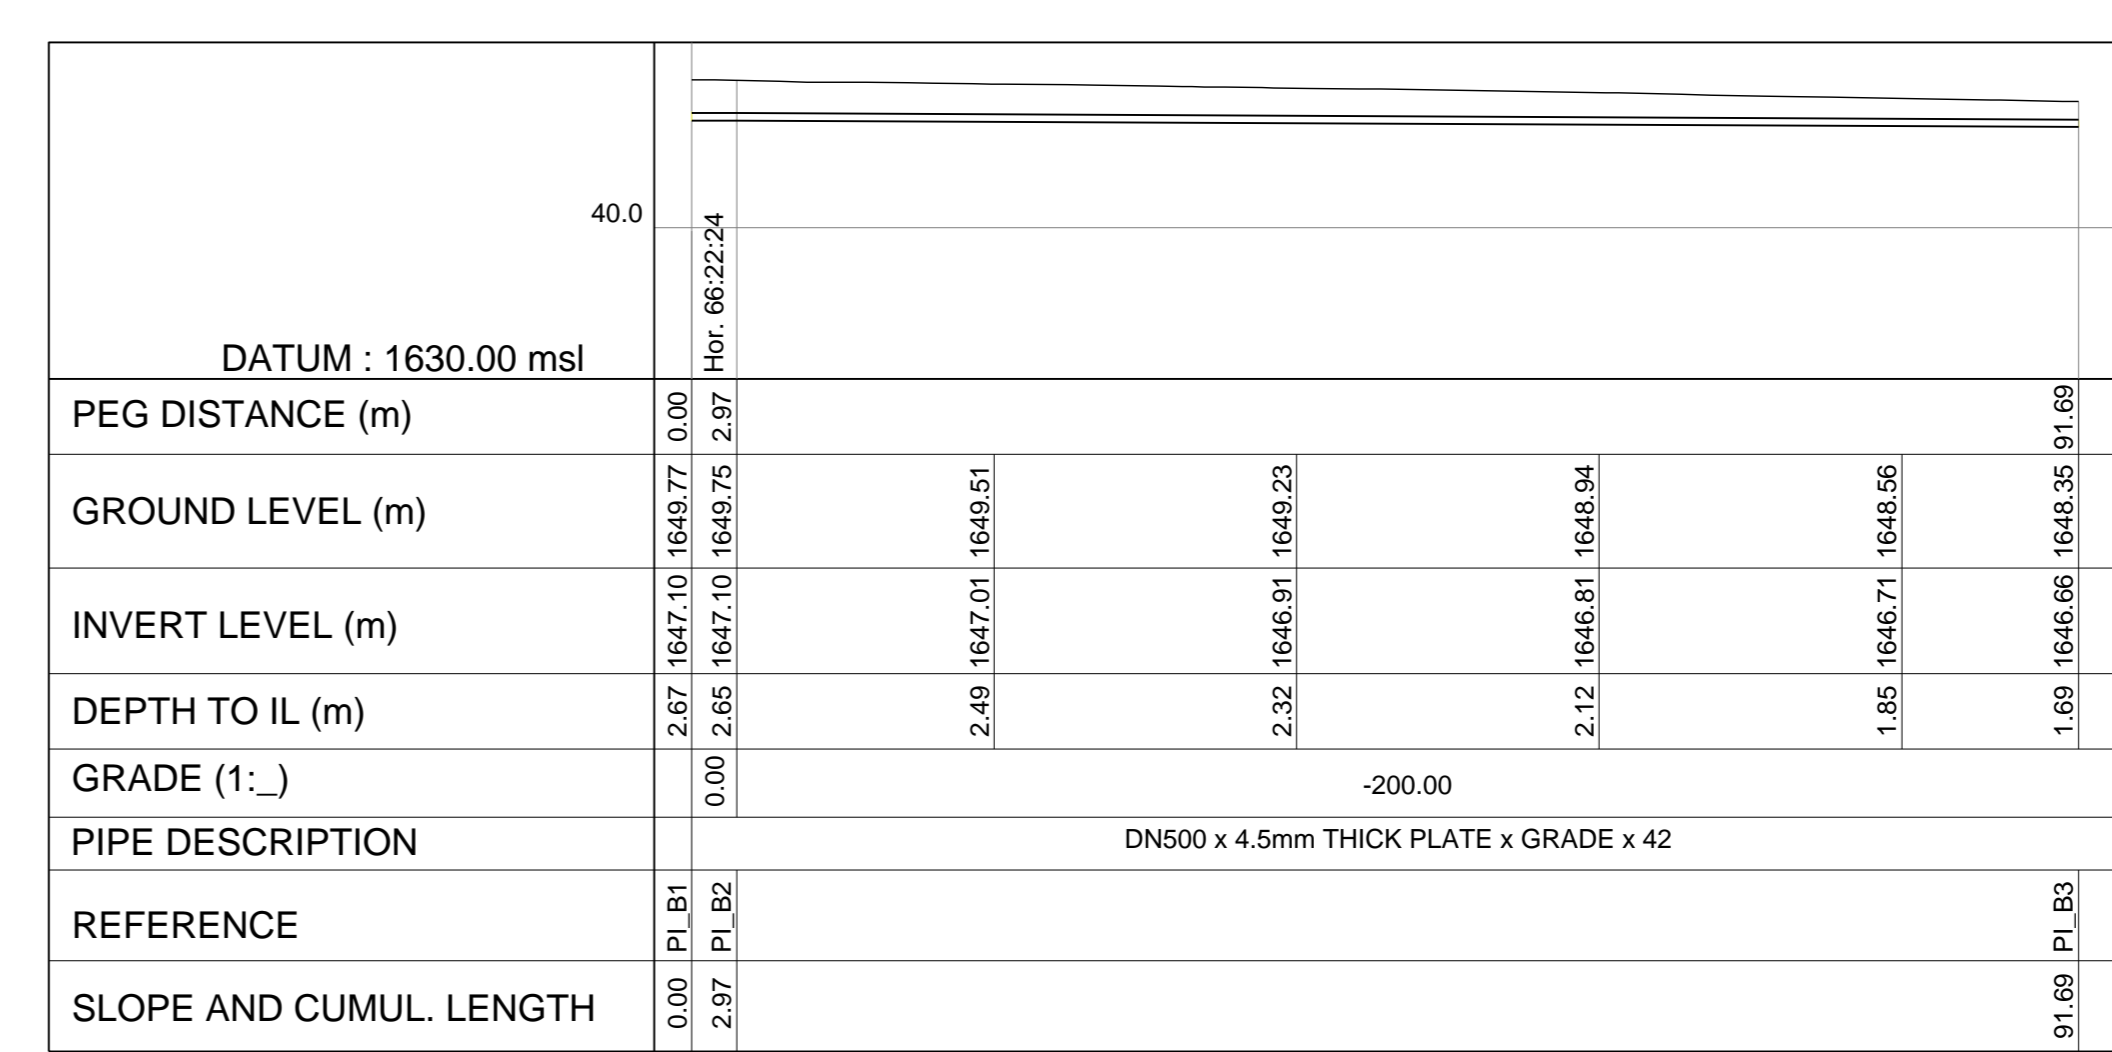 40.0
Hor. 66:22:24
DATUM : 1630.00 msl
PEG DISTANCE (m) 0.00 2.97 91.69
GROUND LEVEL (m) 1649.77 1649.75 1649.51 1649.23 1648.94 1648.56 1648.35
INVERT LEVEL (m) 1647.10 1647.10 1647.01 1646.91 1646.81 1646.71 1646.66
DEPTH TO IL (m) 2.67 2.65 2.49 2.32 2.12 1.85 1.69
GRADE (1:_) 0.00 -200.00
PIPE DESCRIPTION DN500 x 4.5mm THICK PLATE x GRADE x 42
REFERENCE PI_B1 PI_B2 PI_B3
SLOPE AND CUMUL. LENGTH 0.00 2.97 91.69